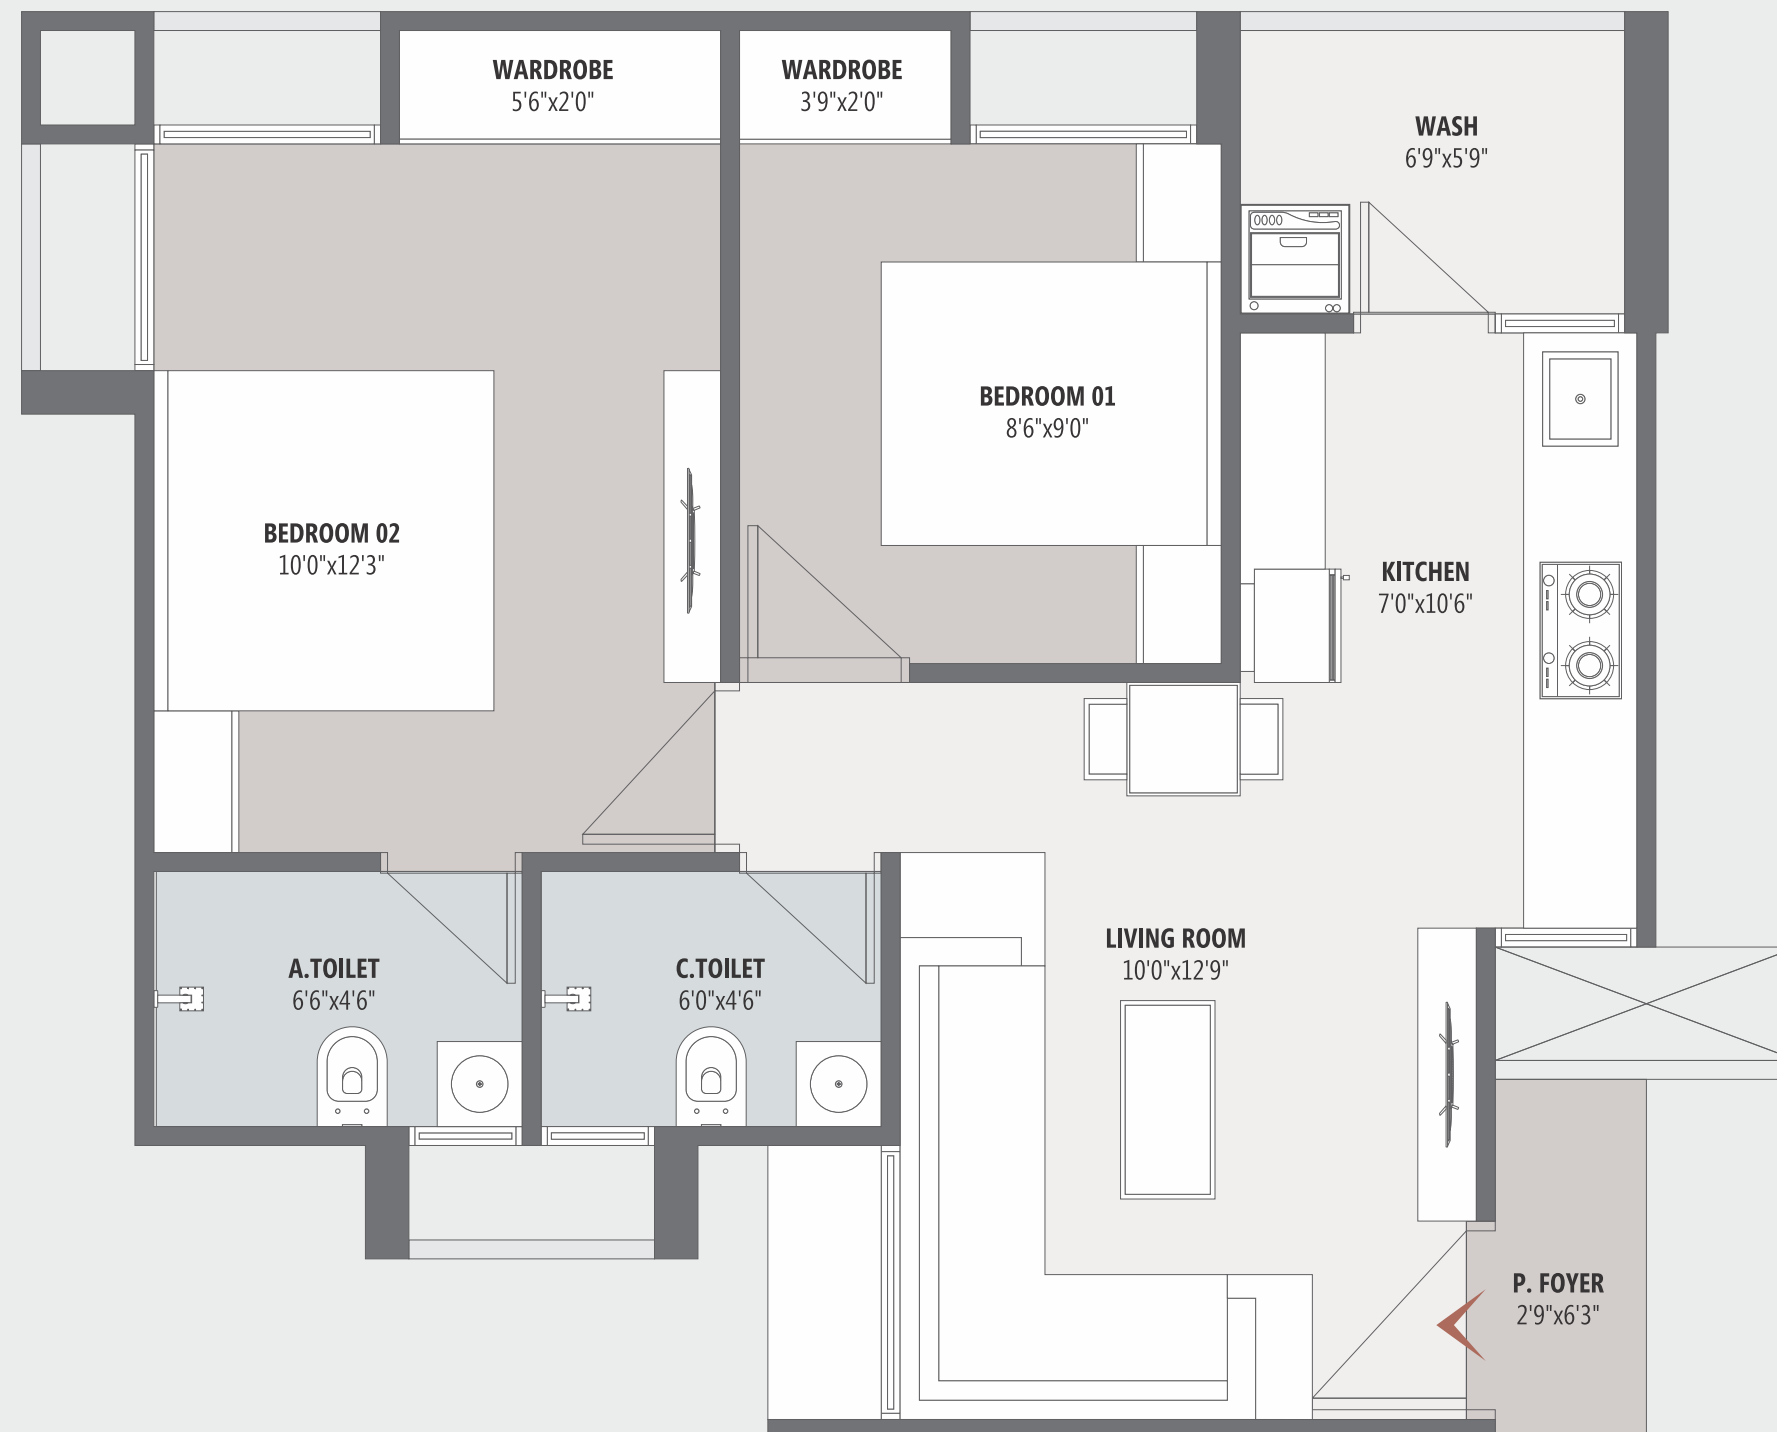 WARDROBE
5'6"x2'0"
WARDROBE
3'9"x2'0"
WASH
6'9"x5'9"
BEDROOM 01
8'6"x9'0"
BEDROOM 02
10'0"x12'3"
KITCHEN
7'0"x10'6"
LIVING ROOM
10'0"x12'9"
A.TOILET
6'6"x4'6"
C.TOILET
6'0"x4'6"
P. FOYER
2'9"x6'3"